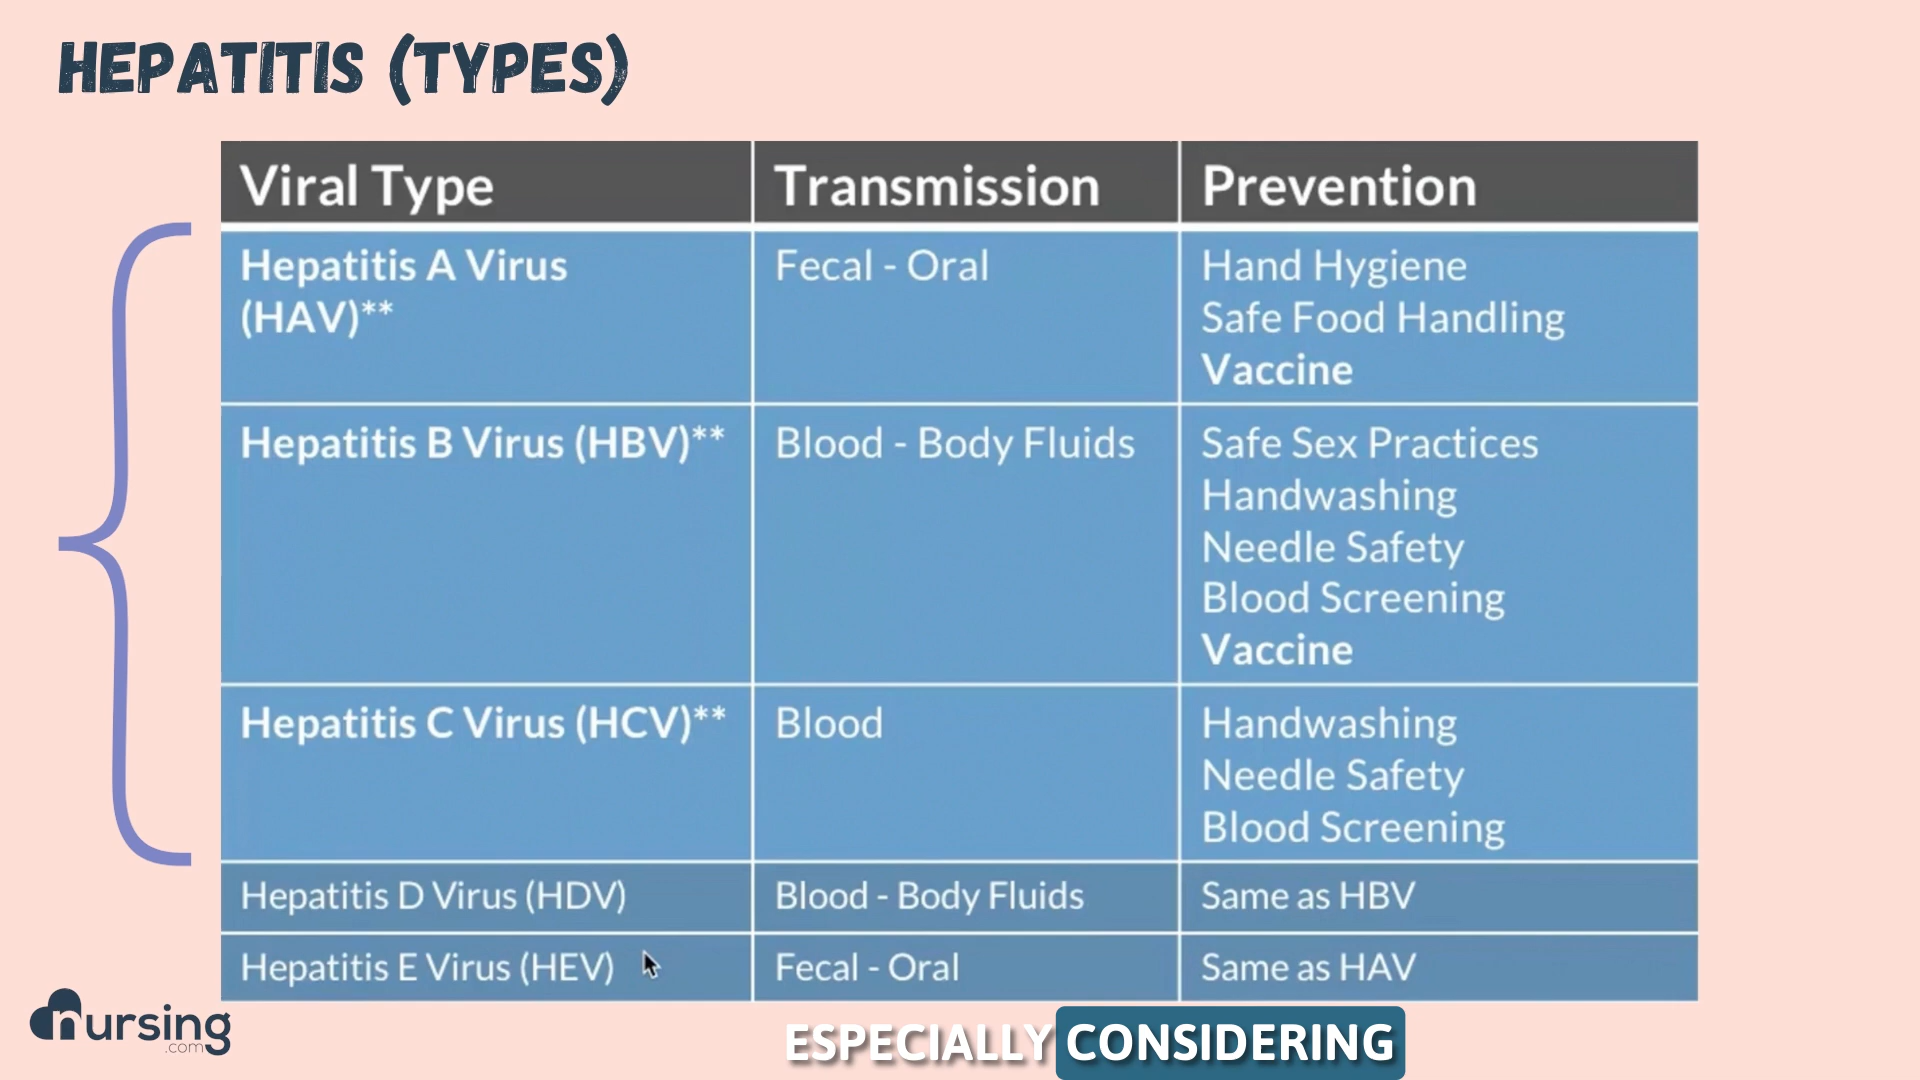 HEPATITIS (TYPES)
Viral Type
Transmission
Prevention
Hepatitis A Virus
(HAV)**
Fecal - Oral
Hand Hygiene
Safe Food Handling
Vaccine
Hepatitis B Virus (HBV)**
Blood - Body Fluids
Safe Sex Practices
Handwashing
Needle Safety
Blood Screening
Vaccine
Hepatitis C Virus (HCV)**
Blood
Handwashing
Needle Safety
Blood Screening
Hepatitis D Virus (HDV)
Blood - Body Fluids
Same as HBV
Hepatitis E Virus (HEV)
Fecal - Oral
Same as HAV
nursing
.com
ESPECIALLY CONSIDERING